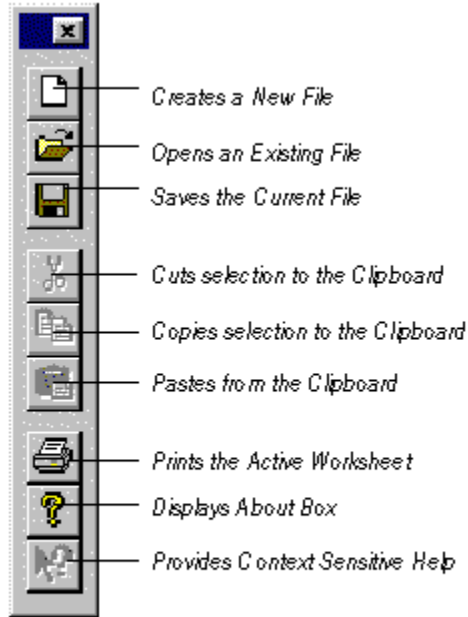 Creates a New File
Opens an Existing File
Saves the Current File
Cuts selection to the Clipboard
Copies selection to the Clipboard
Pastes from the Clipboard
Prints the Active Worksheet
Displays About Box
Provides Context Sensitive Help